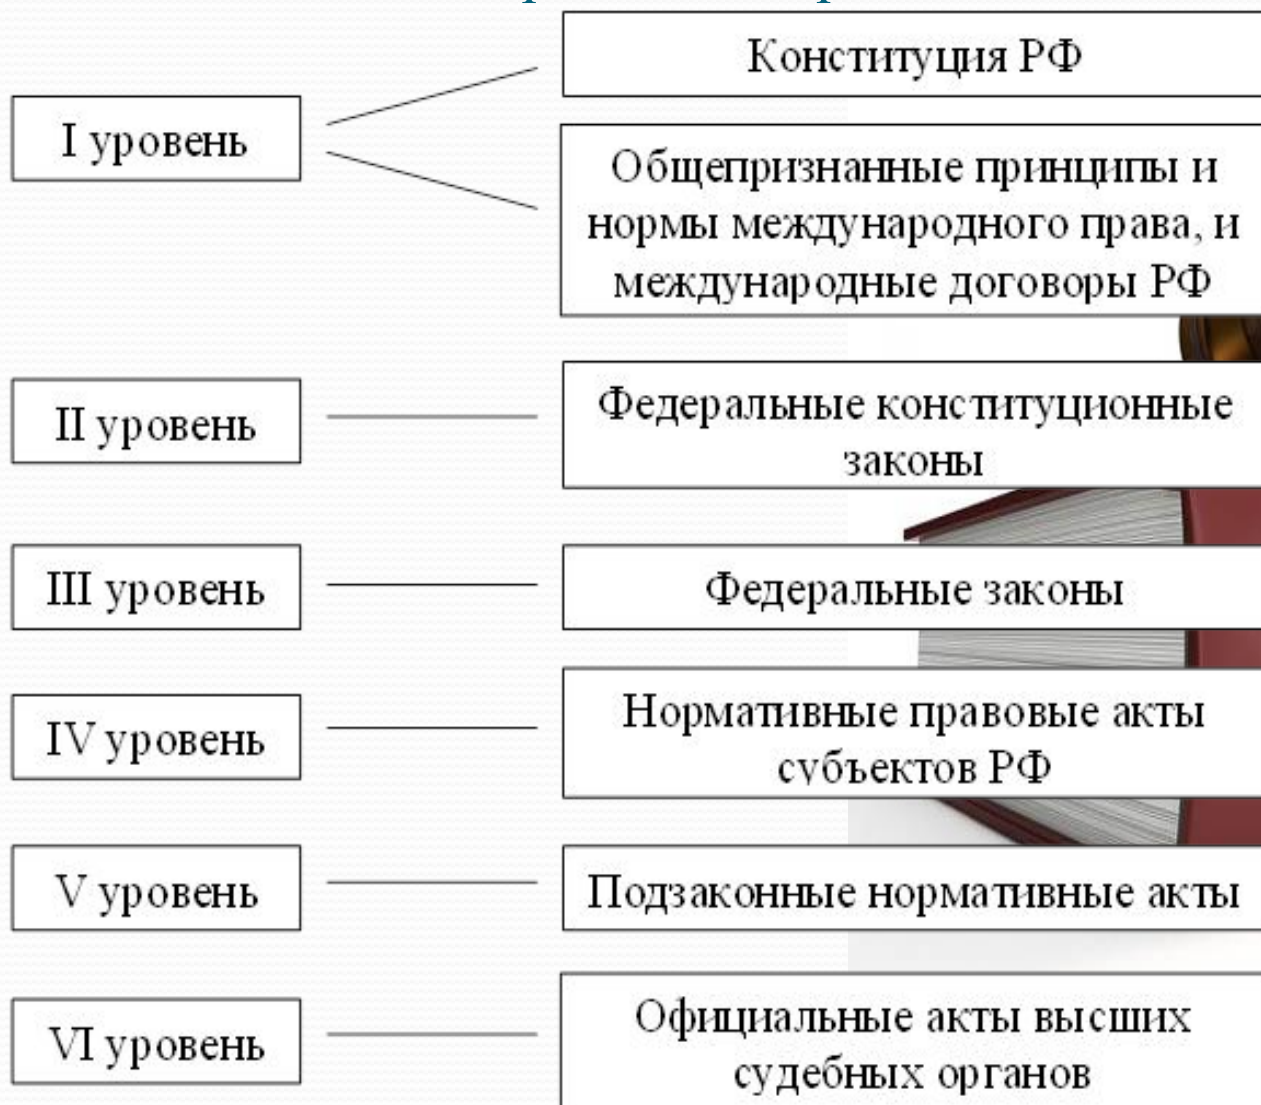 I уровень
Конституция РФ
Общепризнанные принципы и
нормы международного права, и
международные договоры РФ
II уровень
Федеральные конституционные
законы
III уровень
Федеральные законы
IV уровень
Нормативные правовые акты
субъектов РФ
V уровень
Подзаконные нормативные акты
VI уровень
Официальные акты высших
судебных органов